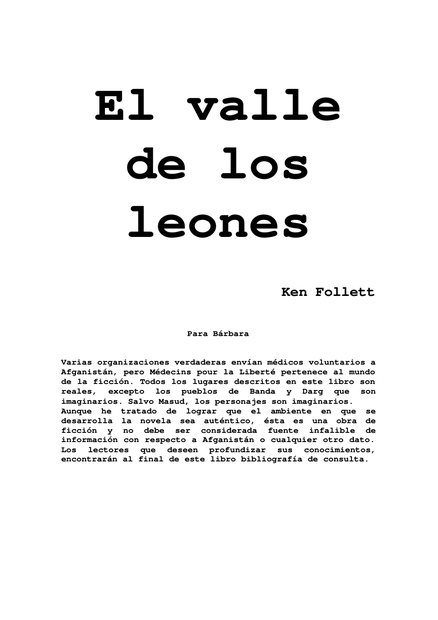 El valle
de los
leones
Ken Follett
Para Bárbara
Varias organizaciones verdaderas envían médicos voluntarios a
Afganistán, pero Médecins pour la Liberté pertenece al mundo
de la ficción. Todos los lugares descritos en este libro son
reales, excepto los pueblos de Banda y Darg que son
imaginarios. Salvo Masud, los personajes son imaginarios.
Aunque he tratado de lograr que el ambiente en que se
desarrolla la novela sea auténtico, ésta es una obra de
ficción y no debe ser considerada fuente infalible de
información con respecto a Afganistán o cualquier otro dato.
Los lectores que deseen profundizar sus conocimientos,
encontrarán al final de este libro bibliografía de consulta.